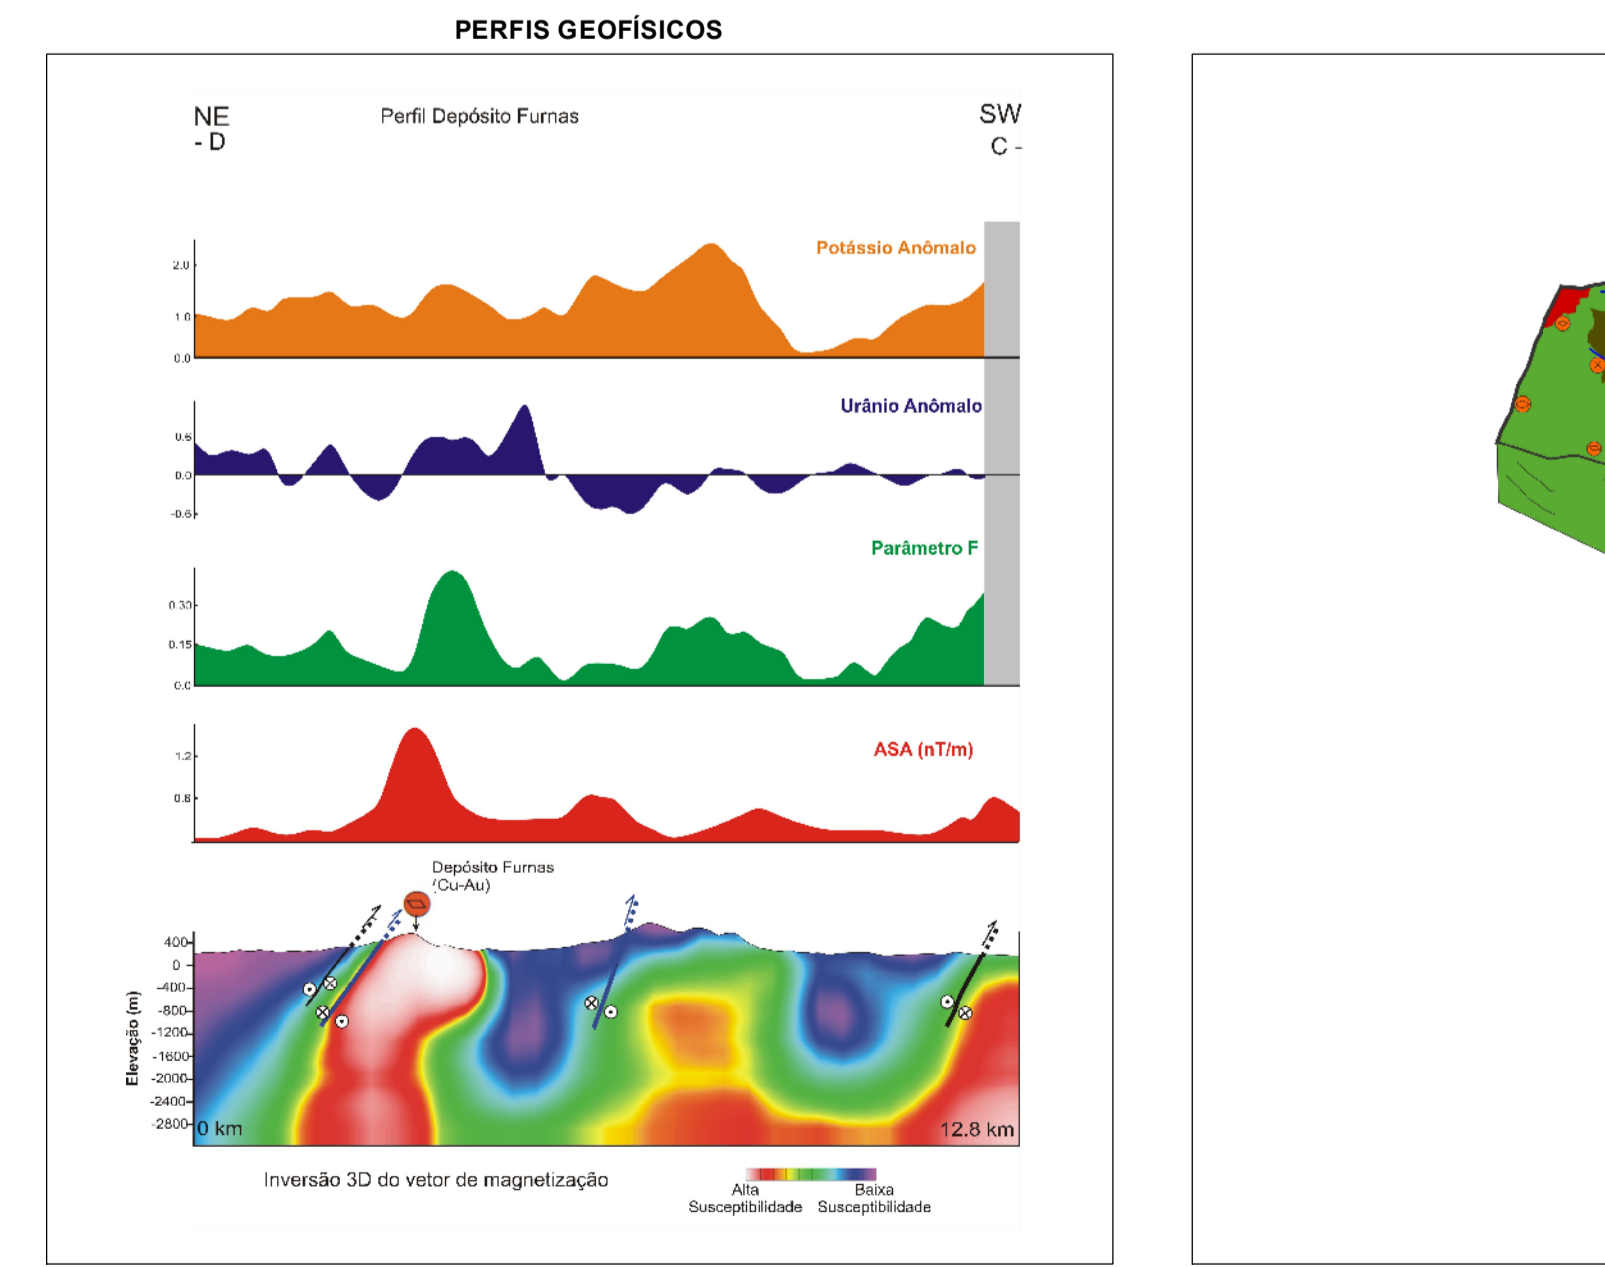 PERFIS GEOFÍSICOS
NE
- D
Perfil Depósito Furnas
SW
C -
Potássio Anômalo
2.0
1.0
0.0
Urânio Anômalo
0.6
0.0
-0.6
Parâmetro F
0.30
0.15
0.0
ASA (nT/m)
1.2
0.6
Depósito Furnas
(Cu-Au)
Elevação (m)
400
0
-400
-800
-1200
-1600
-2000
-2400
-2800
0 km
12.8 km
Inversão 3D do vetor de magnetização
Alta
Susceptibilidade
Baixa
Susceptibilidade